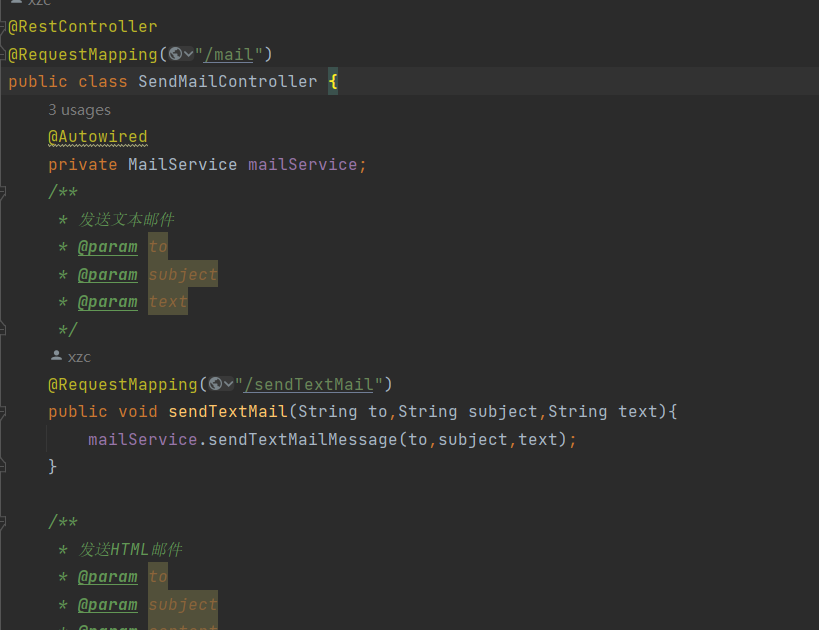 xzc
@RestController
@RequestMapping("/mail")
public class SendMailController {
3 usages
@Autowired
private MailService mailService;
/**
* 发送文本邮件
* @param to
* @param subject
* @param text
*/
xzc
@RequestMapping("/sendTextMail")
public void sendTextMail(String to,String subject,String text){
mailService.sendTextMailMessage(to,subject,text);
}
/**
* 发送HTML邮件
* @param to
* @param subject
* @param content